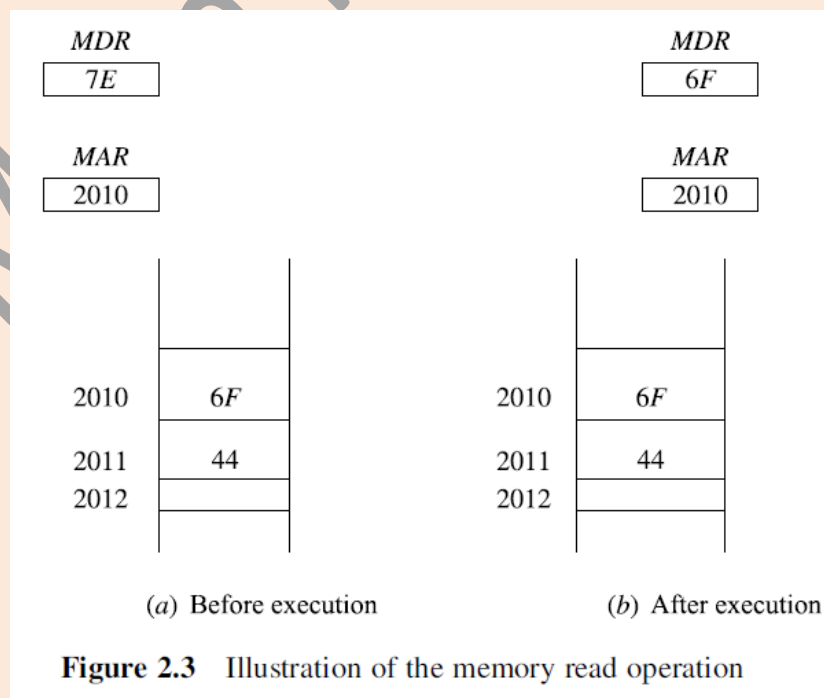 MDR
7E
MAR
2010
2010 6F
2011 44
2012
(a) Before execution
MDR
6F
MAR
2010
2010 6F
2011 44
2012
(b) After execution
Figure 2.3 Illustration of the memory read operation